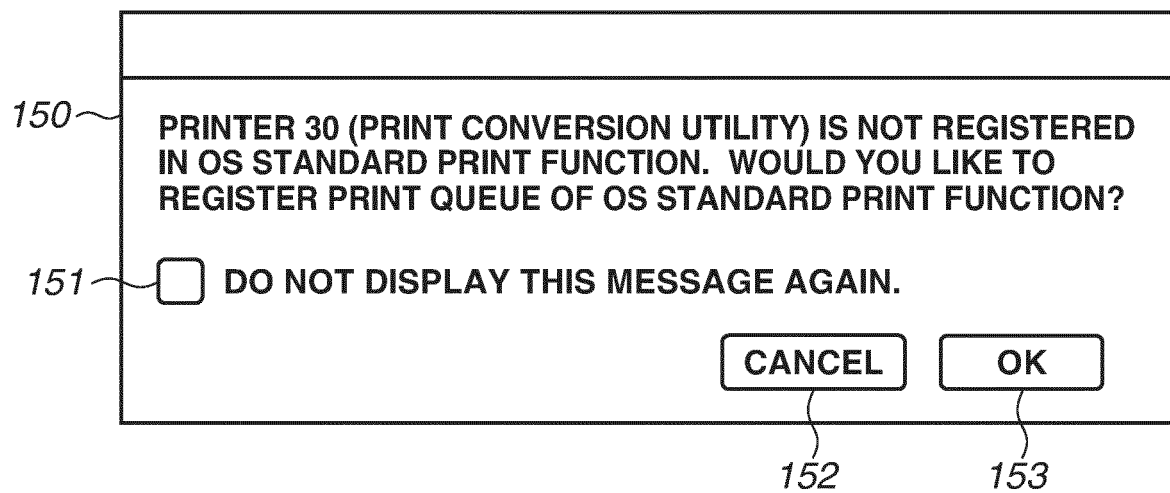 150
PRINTER 30 (PRINT CONVERSION UTILITY) IS NOT REGISTERED
IN OS STANDARD PRINT FUNCTION. WOULD YOU LIKE TO
REGISTER PRINT QUEUE OF OS STANDARD PRINT FUNCTION?
151 DO NOT DISPLAY THIS MESSAGE AGAIN.
CANCEL OK
152 153